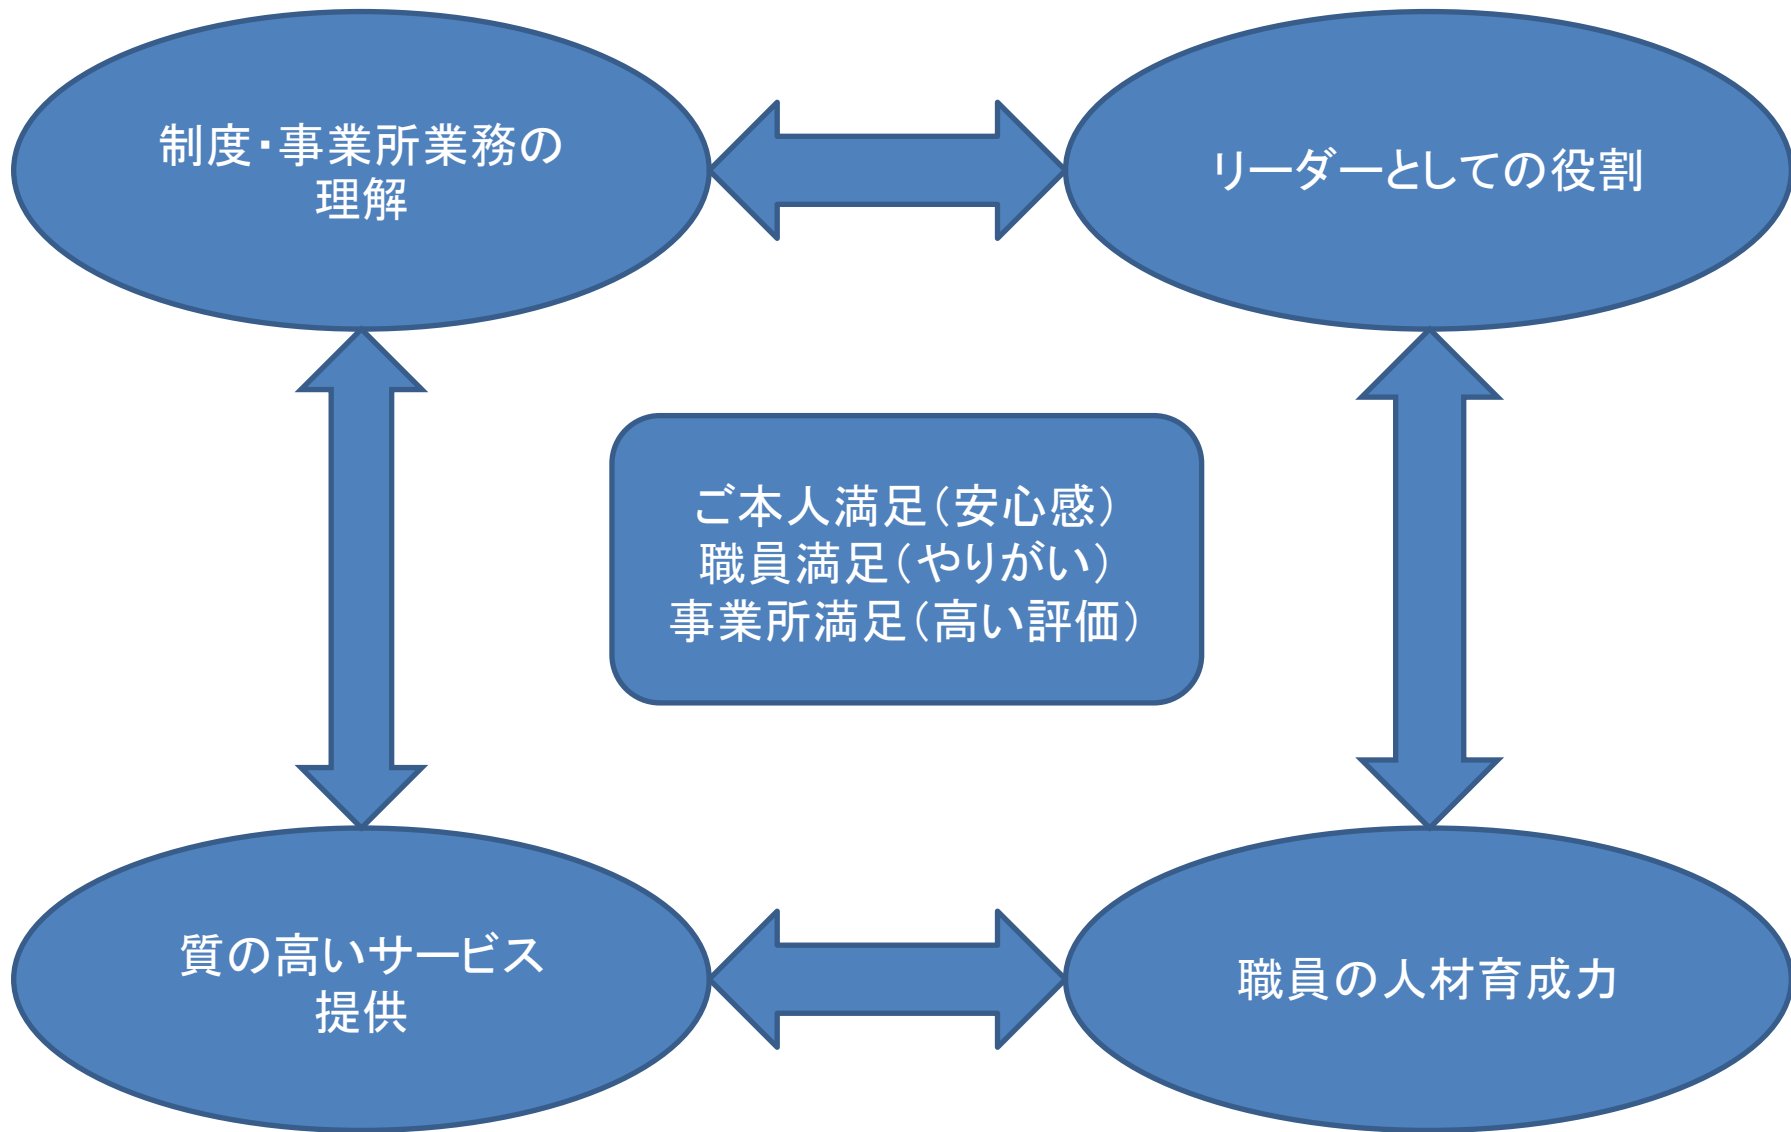 制度・事業所業務の
理解
リーダーとしての役割
ご本人満足（安心感）
職員満足（やりがい）
事業所満足（高い評価）
質の高いサービス
提供
職員の人材育成力